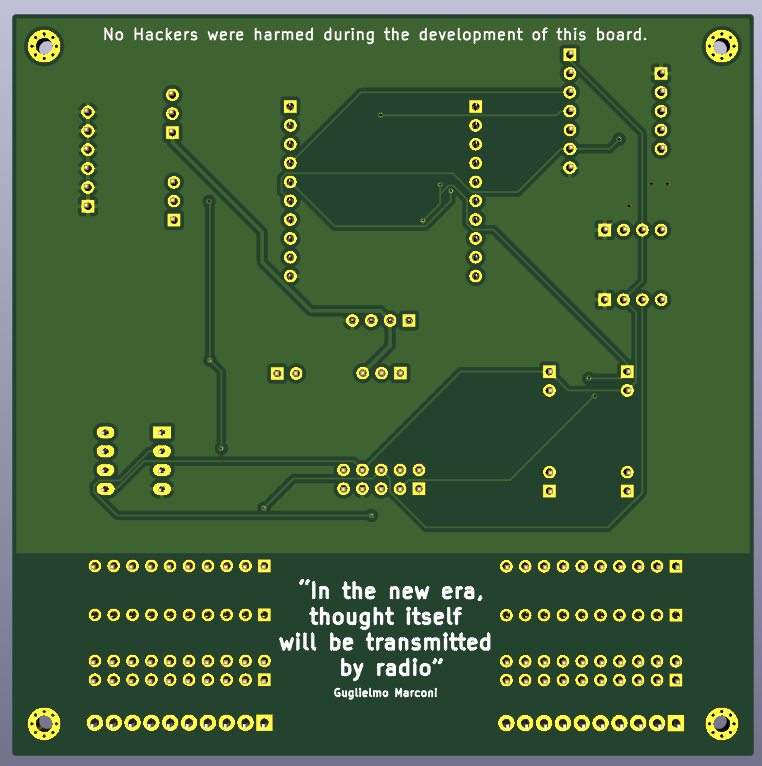 No Hackers were harmed during the development of this board.
"In the new era,
thought itself
will be transmitted
by radio"
Guglielmo Marconi